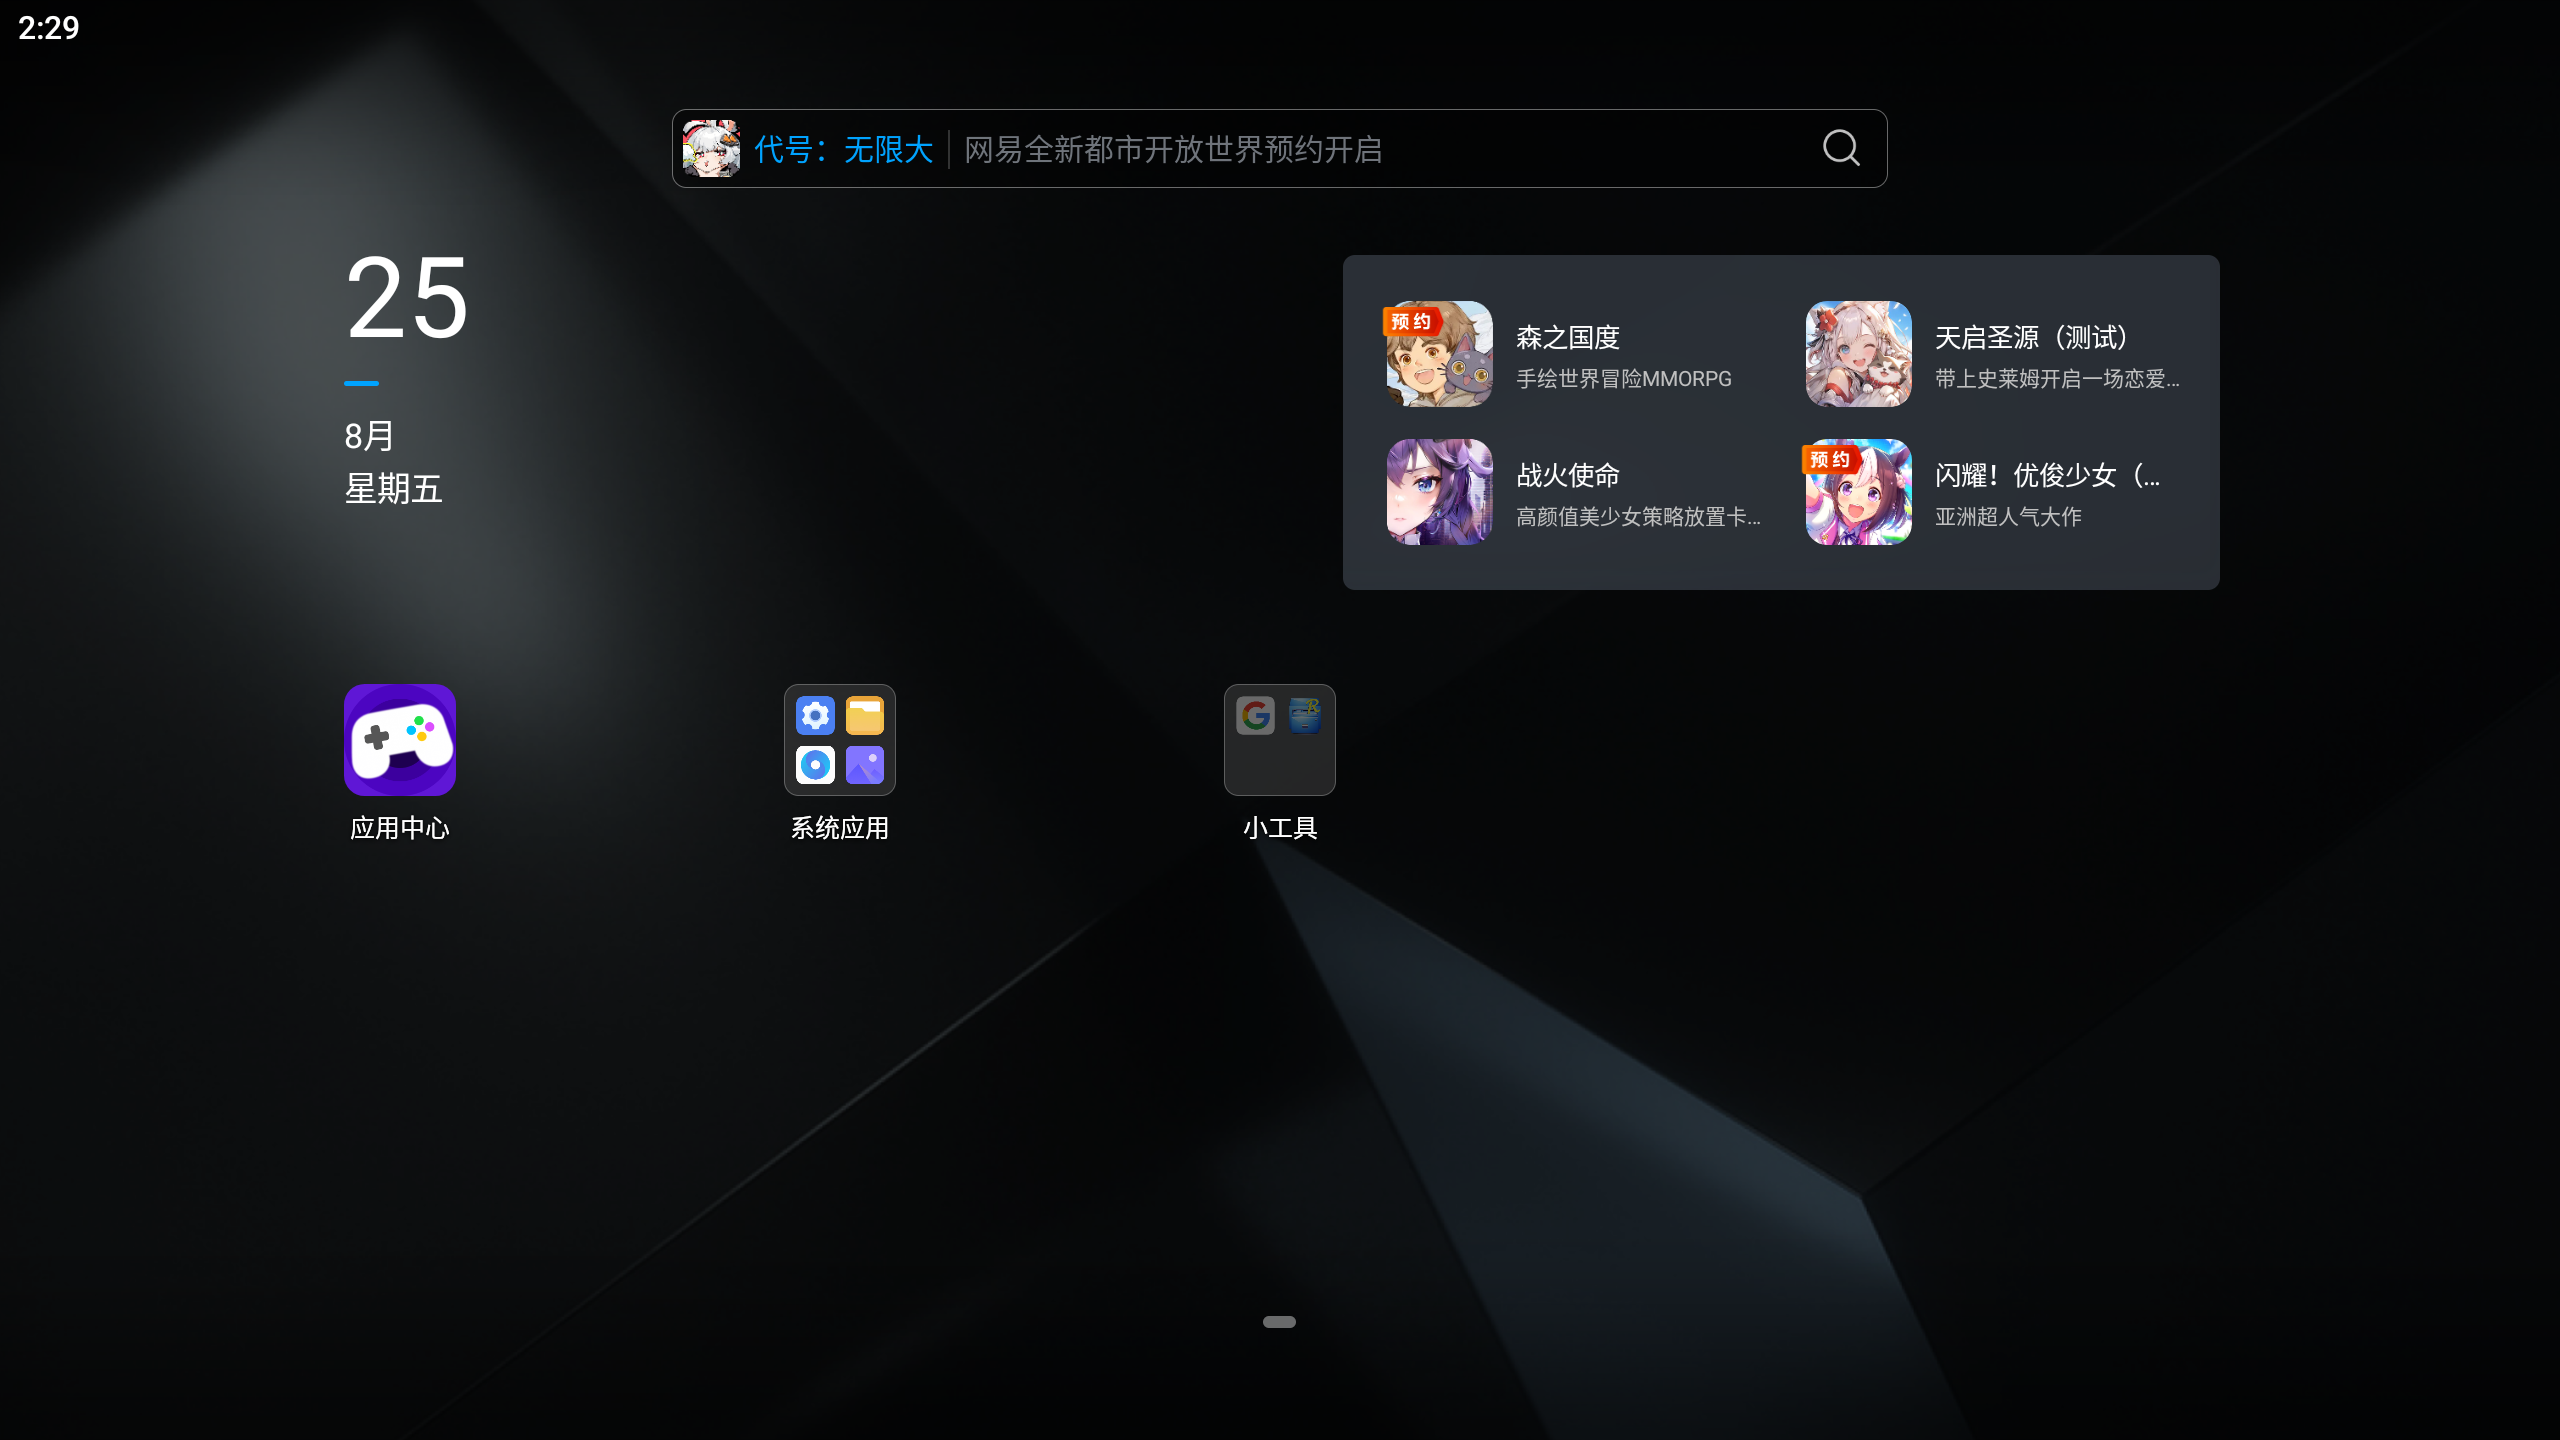 2:29
代号：无限大 网易全新都市开放世界预约开启
25
8月
星期五
预约
森之国度
手绘世界冒险MMORPG
天启圣源（测试）
带上史莱姆开启一场恋爱...
战火使命
高颜值美少女策略放置卡...
预约
闪耀！优俊少女（...
亚洲超人气大作
应用中心
系统应用
小工具